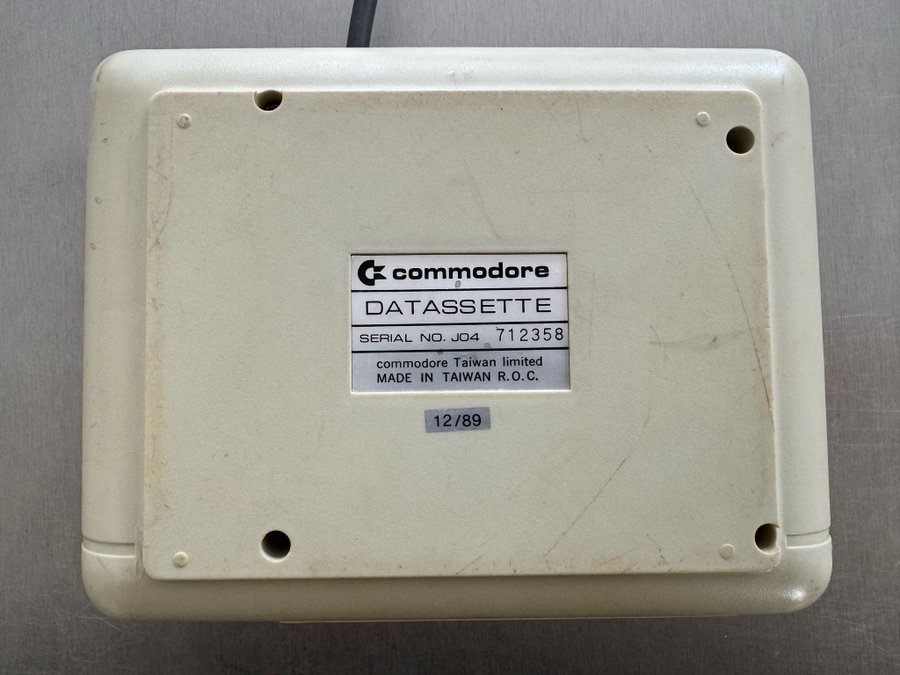 commodore
DATASSETTE
SERIAL NO. J04 712358
commodore Taiwan limited
MADE IN TAIWAN R.O.C.
12/89